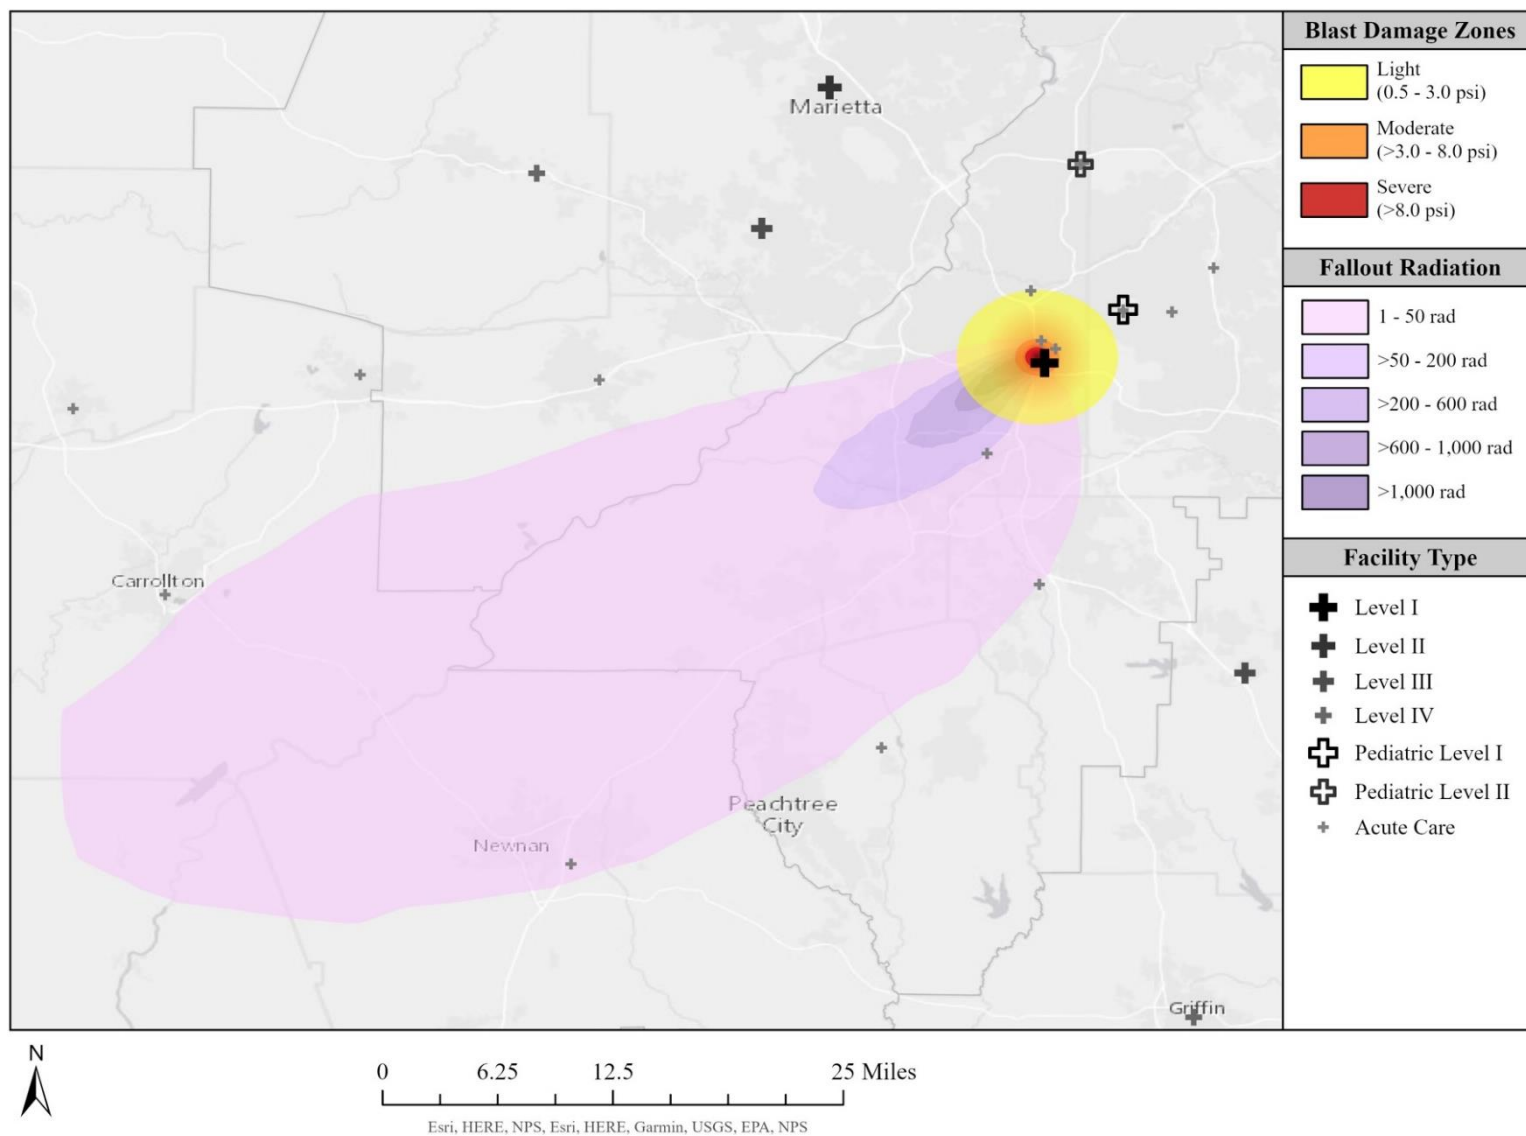 Marietta
Carrollton
Peachtree
City
Newnan
Griffin
Blast Damage Zones
Light
(0.5 - 3.0 psi)
Moderate
(>3.0 - 8.0 psi)
Severe
(>8.0 psi)
Fallout Radiation
1 - 50 rad
>50 - 200 rad
>200 - 600 rad
>600 - 1,000 rad
>1,000 rad
Facility Type
Level I
Level II
Level III
Level IV
Pediatric Level I
Pediatric Level II
Acute Care
N
0 6.25 12.5 25 Miles
Esri, HERE, NPS, Esri, HERE, Garmin, USGS, EPA, NPS